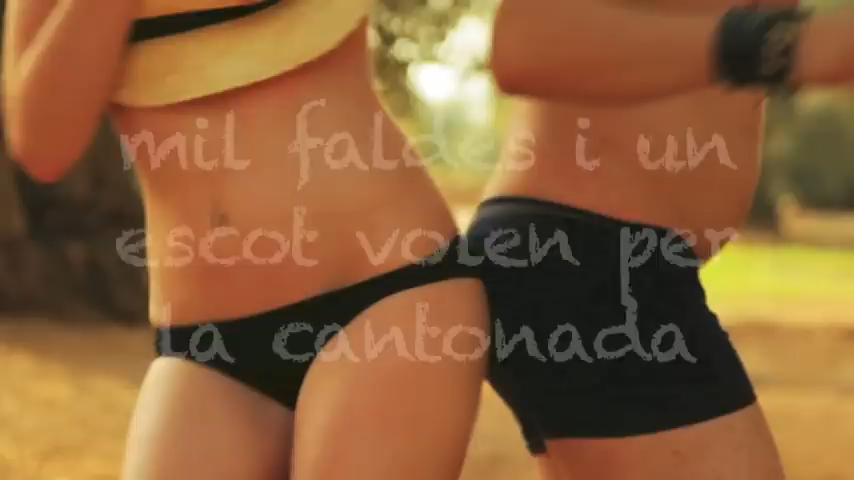 mil faldes i un
escot volen per
la cantonada